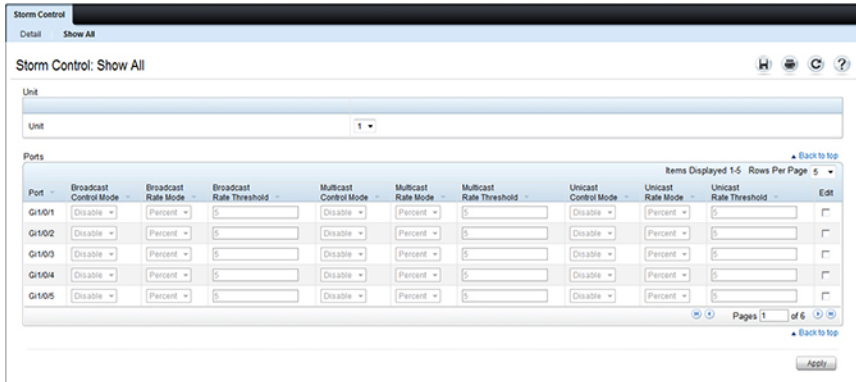 Storm Control
Detail Show All
Storm Control: Show All
?
Unit
Unit 1
Ports Back to top
Items Displayed 1-5 Rows Per Page 5
Port Broadcast Control Mode Broadcast Rate Mode Broadcast Rate Threshold Multicast Control Mode Multicast Rate Mode Multicast Rate Threshold Unicast Control Mode Unicast Rate Mode Unicast Rate Threshold Edit
Gi1/0/1 Disable Percent 5 Disable Percent 5 Disable Percent 5
Gi1/0/2 Disable Percent 5 Disable Percent 5 Disable Percent 5
Gi1/0/3 Disable Percent 5 Disable Percent 5 Disable Percent 5
Gi1/0/4 Disable Percent 5 Disable Percent 5 Disable Percent 5
Gi1/0/5 Disable Percent 5 Disable Percent 5 Disable Percent 5
Pages 1 of 6
Back to top
Apply